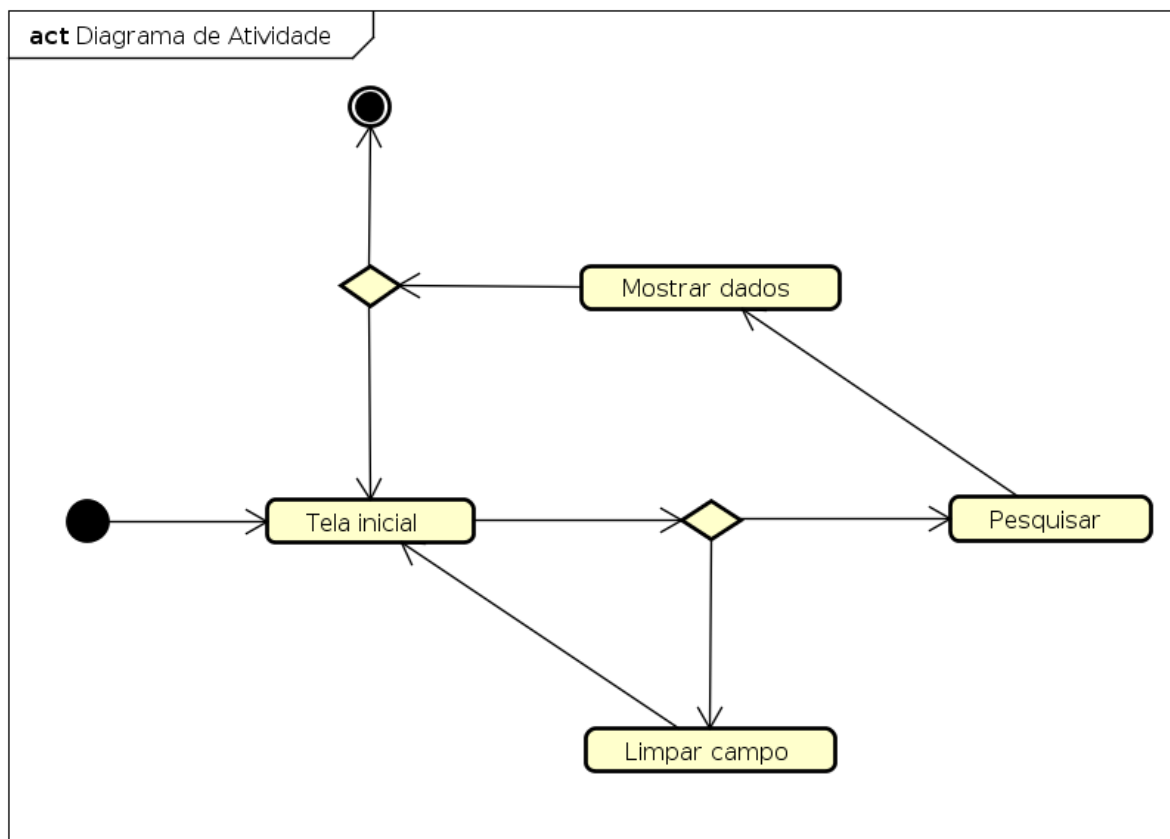 act Diagrama de Atividade
Mostrar dados
Tela inicial
Pesquisar
Limpar campo